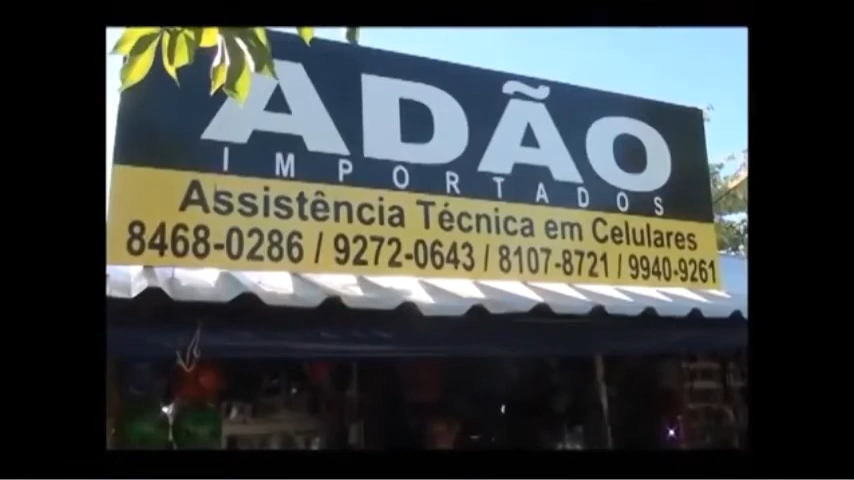 ADÃO
IMPORTADOS
Assistência Técnica em Celulares
8468-0286 / 9272-0643 / 8107-8721 / 9940-9261